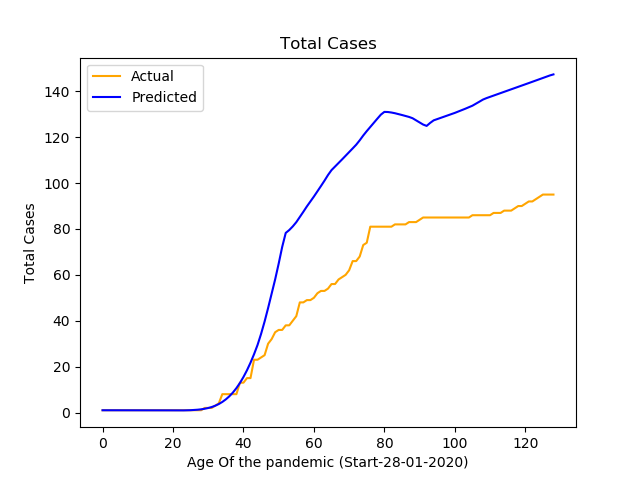 Total Cases
Actual
Predicted
Total Cases
140
120
100
80
60
40
20
0
0 20 40 60 80 100 120
Age Of the pandemic (Start-28-01-2020)